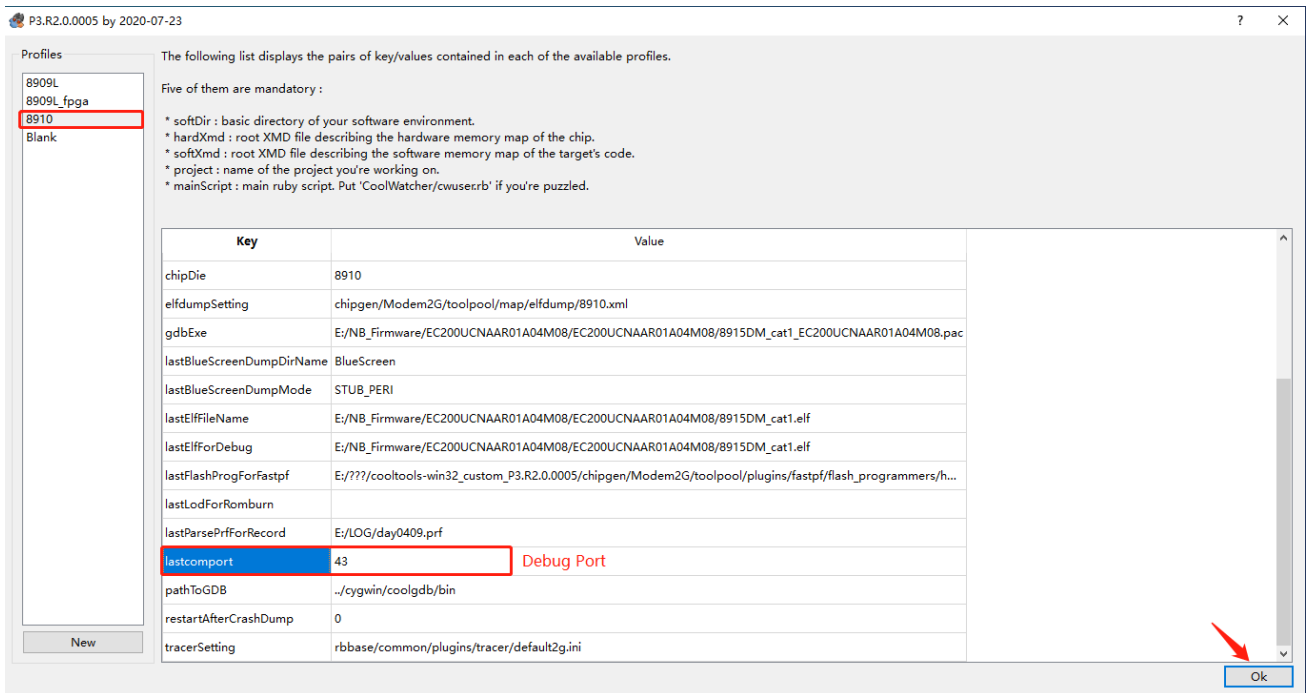 P3.R2.0.0005 by 2020-07-23 ? ×
Profiles
8909L
8909L_fpga
8910
Blank
New
The following list displays the pairs of key/values contained in each of the available profiles.
Five of them are mandatory :
* softDir : basic directory of your software environment.
* hardXmd : root XMD file describing the hardware memory map of the chip.
* softXmd : root XMD file describing the software memory map of the target's code.
* project : name of the project you're working on.
* mainScript : main ruby script. Put 'CoolWatcher/cwuser.rb' if you're puzzled.
Key Value
chipDie 8910
elfdumpSetting chipgen/Modem2G/toolpool/map/elfdump/8910.xml
gdbExe E:/NB_Firmware/EC200UCNAAR01A04M08/EC200UCNAAR01A04M08/8915DM_cat1_EC200UCNAAR01A04M08.pac
lastBlueScreenDumpDirName BlueScreen
lastBlueScreenDumpMode STUB_PERI
lastElfFileName E:/NB_Firmware/EC200UCNAAR01A04M08/EC200UCNAAR01A04M08/8915DM_cat1.elf
lastElfForDebug E:/NB_Firmware/EC200UCNAAR01A04M08/EC200UCNAAR01A04M08/8915DM_cat1.elf
lastFlashProgForFastpf E:/???/cooltools-win32_custom_P3.R2.0.0005/chipgen/Modem2G/toolpool/plugins/fastpf/flash_programmers/h...
lastLodForRomburn
lastParsePrfForRecord E:/LOG/day0409.prf
lastcomport 43 Debug Port
pathToGDB ../cygwin/coolgdb/bin
restartAfterCrashDump 0
tracerSetting rbbase/common/plugins/tracer/default2g.ini
Ok